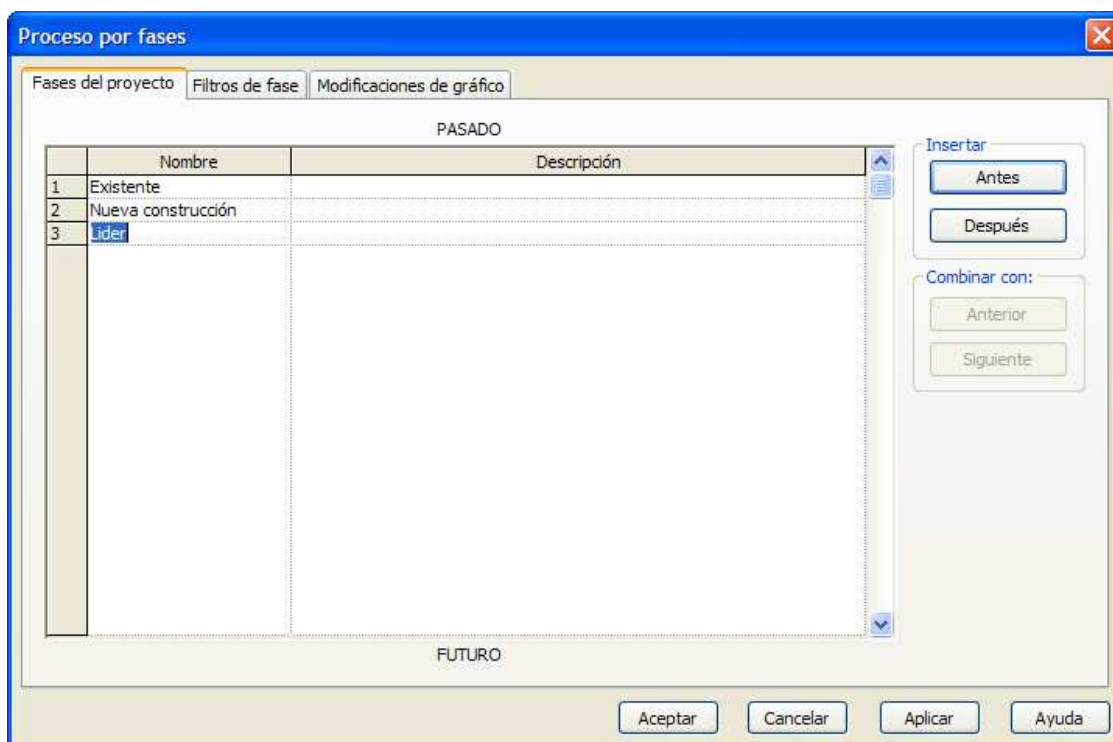 Proceso por fases
Fases del proyecto Filtros de fase Modificaciones de gráfico
PASADO
Nombre Descripción
1 Existente
2 Nueva construcción
3 Lider
FUTURO
Insertar
Antes
Después
Combinar con:
Anterior
Siguiente
Aceptar Cancelar Aplicar Ayuda